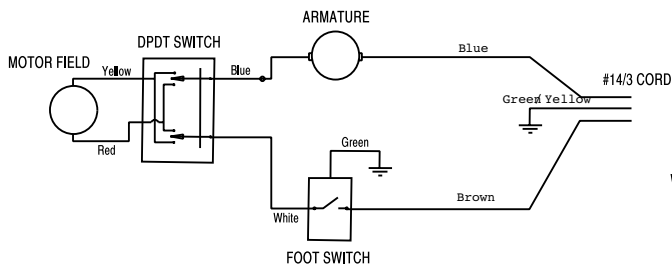 ARMATURE
DPDT SWITCH
MOTOR FIELD
Yellow
Blue
Blue
#14/3 CORD
Green/Yellow
Red
Green
White
Brown
FOOT SWITCH